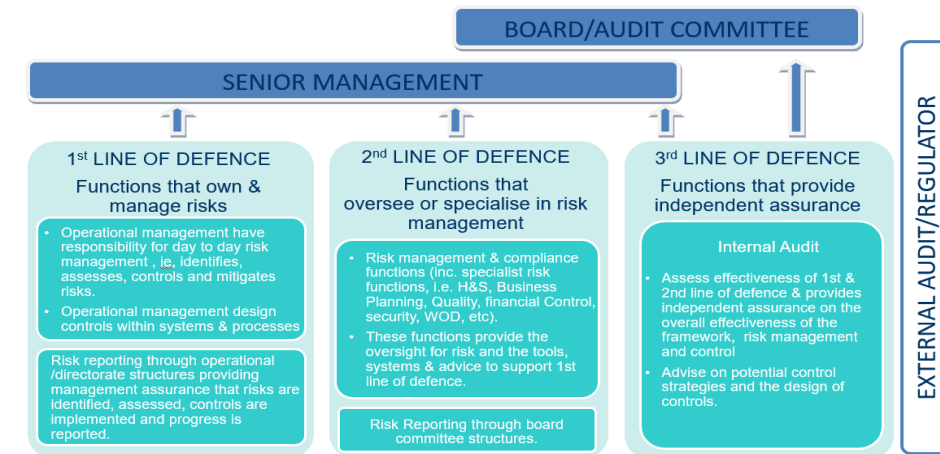 BOARD/AUDIT COMMITTEE
SENIOR MANAGEMENT
1st LINE OF DEFENCE
Functions that own &
manage risks
• Operational management have
responsibility for day to day risk
management , ie, identifies,
assesses, controls and mitigates
risks.
• Operational management design
controls within systems & processes
Risk reporting through operational
/directorate structures providing
management assurance that risks are
identified, assessed, controls are
implemented and progress is
reported.
2nd LINE OF DEFENCE
Functions that
oversee or specialise in risk
management
• Risk management & compliance
functions (inc. specialist risk
functions, i.e. H&S, Business
Planning, Quality, financial Control,
security, WOD, etc).
• These functions provide the
oversight for risk and the tools,
systems & advice to support 1st
line of defence.
Risk Reporting through board
committee structures.
3rd LINE OF DEFENCE
Functions that provide
independent assurance
Internal Audit
• Assess effectiveness of 1st &
2nd line of defence & provides
independent assurance on the
overall effectiveness of the
framework, risk management
and control
• Advise on potential control
strategies and the design of
controls.
EXTERNAL AUDIT/REGULATOR